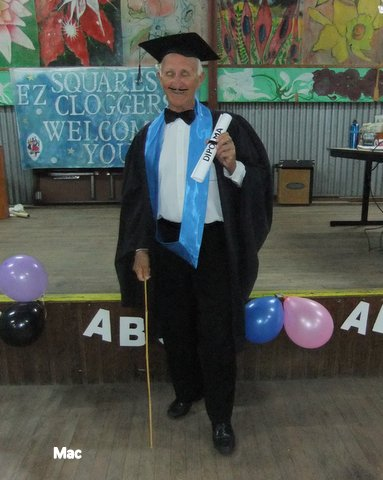 EZ SQUARES
CLOGGERS
WELCOME
YOU
DIPLOMA
AB
A
Mac